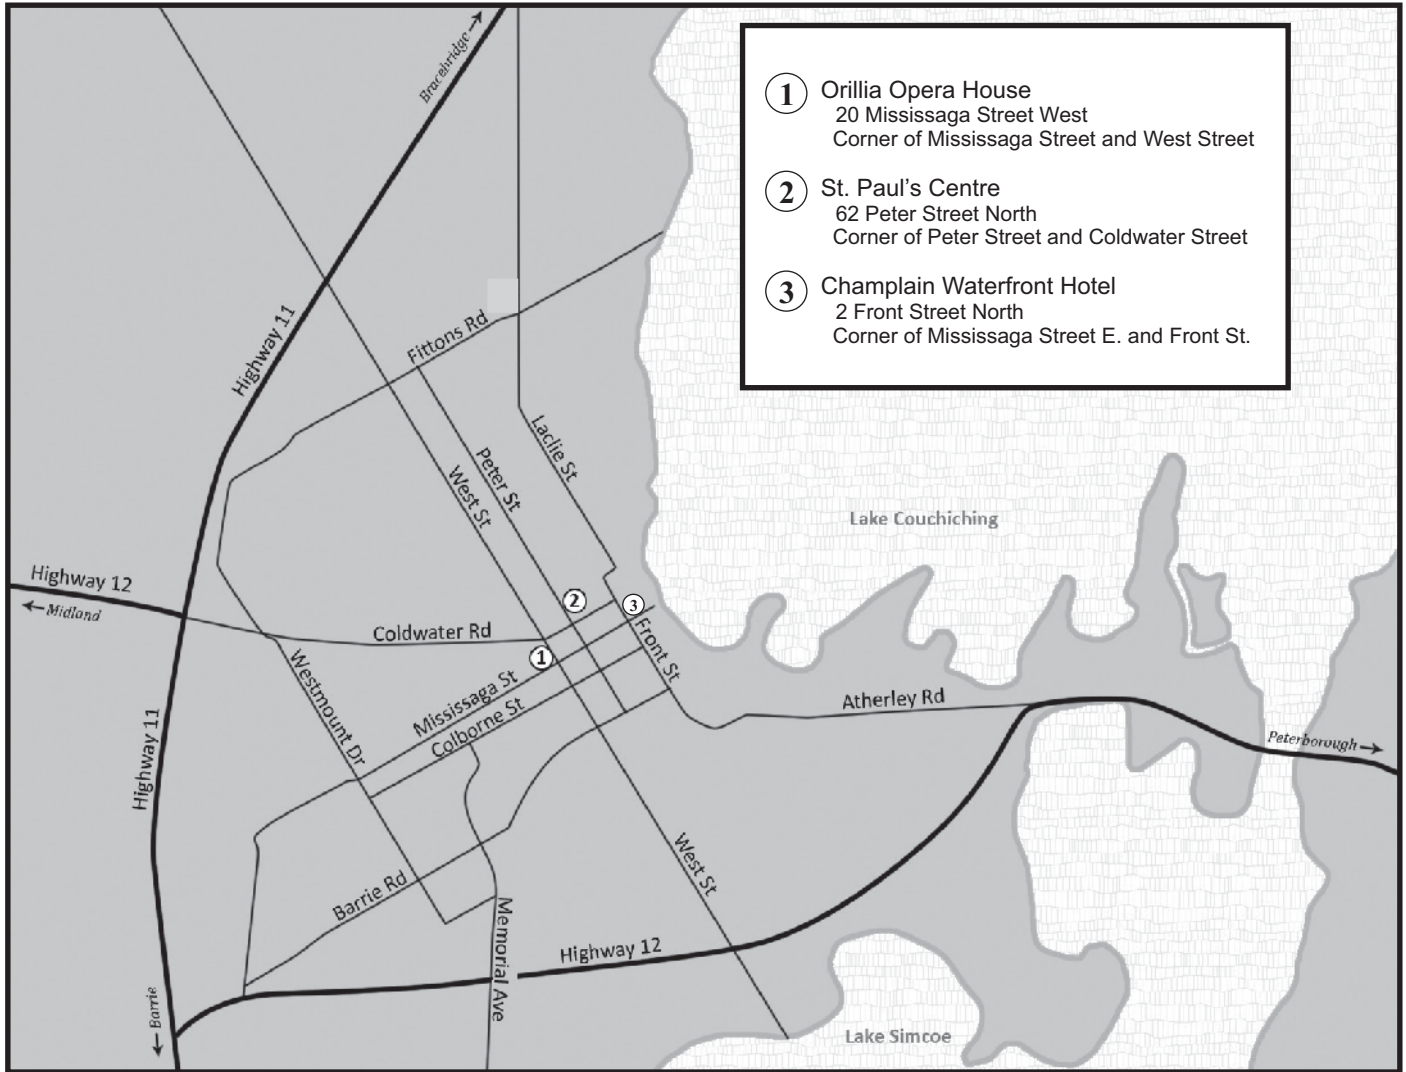 Bracebridge
1 Orillia Opera House
20 Mississaga Street West
Corner of Mississaga Street and West Street
2 St. Paul’s Centre
62 Peter Street North
Corner of Peter Street and Coldwater Street
3 Champlain Waterfront Hotel
2 Front Street North
Corner of Mississaga Street E. and Front St.
Highway 11
Fittons Rd
Laclie St
Peter St
West St
Lake Couchiching
Highway 12
Midland
2
3
Coldwater Rd
1
Front St
Westmount Dr
Mississaga St
Colborne St
Atherley Rd
Highway 11
Peterborough
West St
Barrie Rd
Memorial Ave
Highway 12
Barrie
Lake Simcoe